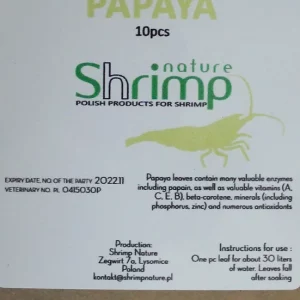 PAPAYA
10pcs
nature
Shrimp
POLISH PRODUCTS FOR SHRIMP
EXPIRY DATE, NO. OF THE PARTY 2022.11
VETERINARY NO. PL 0415030P
Papaya leaves contain many valuable enzymes
including papain, as well as valuable vitamins (A,
C, E, B), beta-carotene, minerals (including
phosphorus, zinc) and numerous antioxidants
Production:
Shrimp Nature
Zegwirt 7a, Lysomice
Poland
kontakt@shrimpnature.pl
Instructions for use :
One pc leaf for about 30 liters
of water. Leaves fall
after soaking